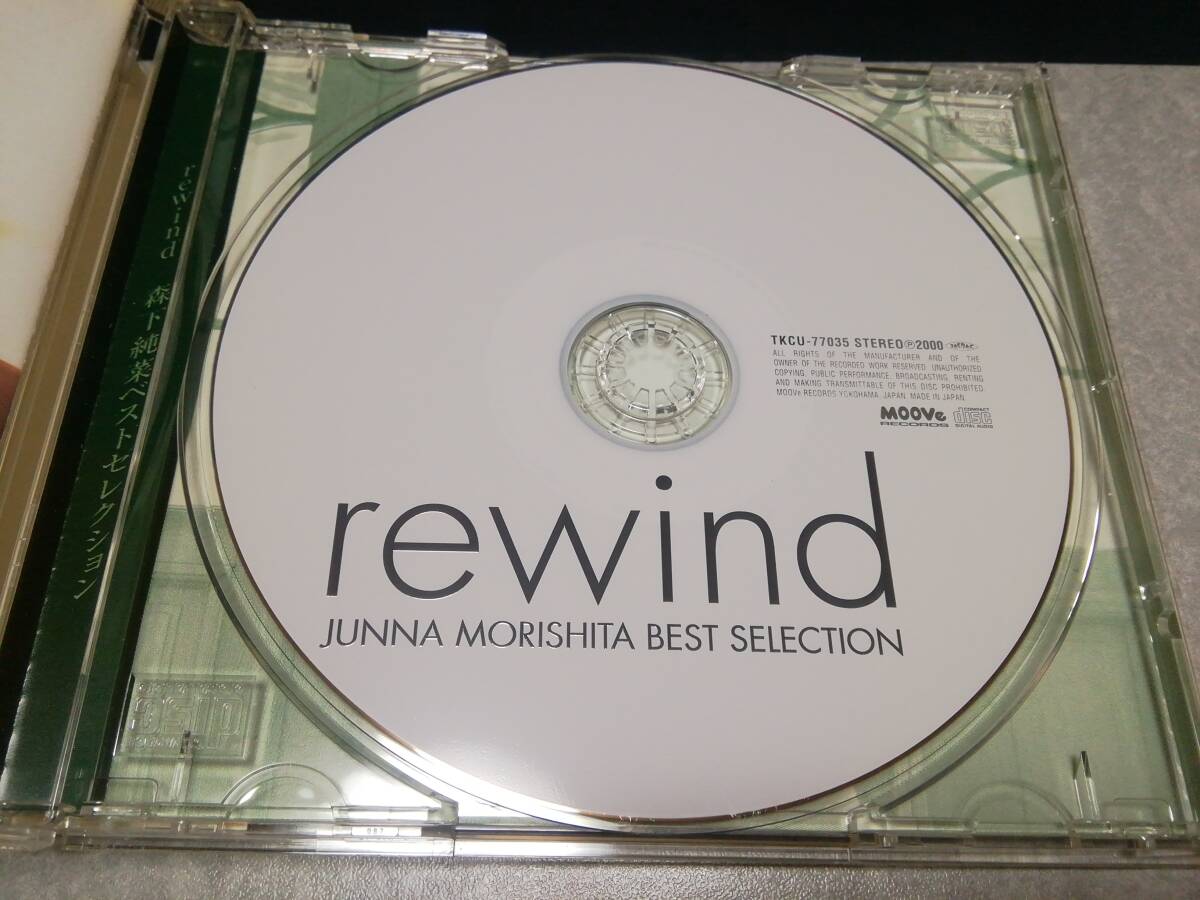 rewind 森下純菜ベストセレクション
TKCU-77035 STEREO Ⓟ2000
ALL RIGHTS OF THE MANUFACTURER AND OF THE
OWNER OF THE RECORDED WORK RESERVED. UNAUTHORIZED
COPYING, PUBLIC PERFORMANCE, BROADCASTING, RENTING
AND MAKING TRANSMITTABLE OF THIS DISC PROHIBITED.
MOOVe RECORDS YOKOHAMA, JAPAN. MADE IN JAPAN.
MOOVe
RECORDS
COMPACT
disc
DIGITAL AUDIO
rewind
JUNNA MORISHITA BEST SELECTION